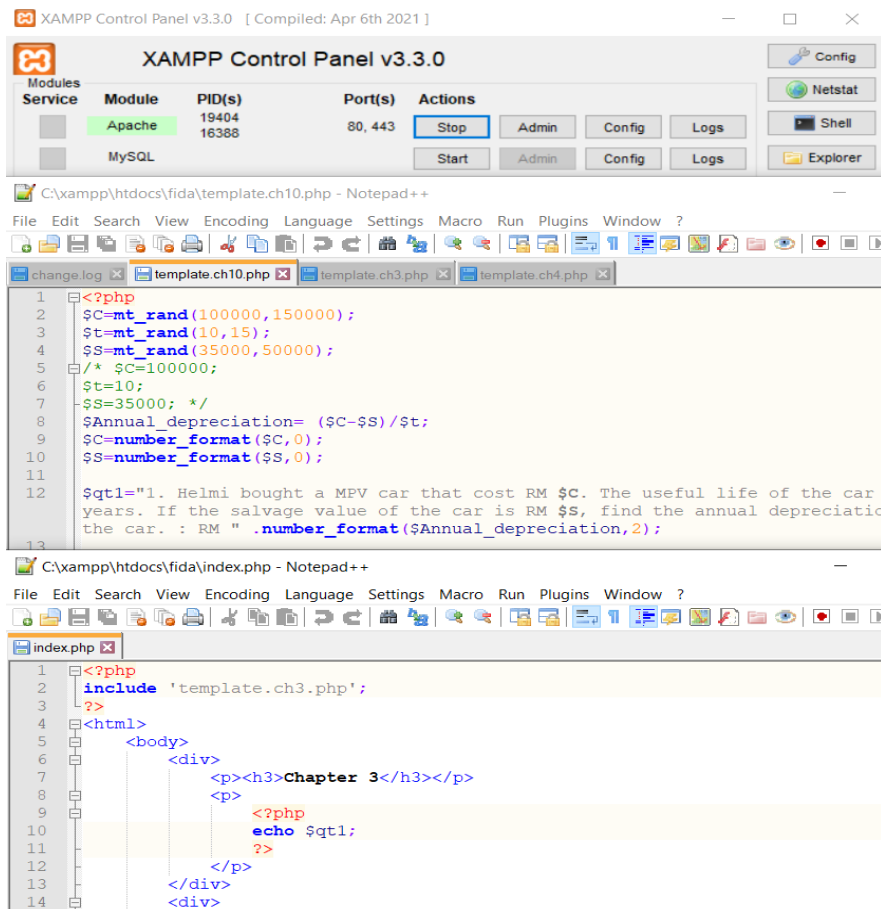 XAMPP Control Panel v3.3.0 [ Compiled: Apr 6th 2021 ]
XAMPP Control Panel v3.3.0
Config
Modules
Service Module PID(s) Port(s) Actions
Netstat
Apache 19404 16388 80, 443 Stop Admin Config Logs
Shell
MySQL Start Admin Config Logs
Explorer
C:\xampp\htdocs\fida\template.ch10.php - Notepad++
File Edit Search View Encoding Language Settings Macro Run Plugins Window ?
change.log template.ch10.php template.ch3.php template.ch4.php
1 <?php
2 $C=mt_rand(100000,150000);
3 $t=mt_rand(10,15);
4 $S=mt_rand(35000,50000);
5 /* $C=100000;
6 $t=10;
7 $S=35000; */
8 $Annual_depreciation= ($C-$S)/$t;
9 $C=number_format($C,0);
10 $S=number_format($S,0);
11
12 $qt1="1. Helmi bought a MPV car that cost RM $C. The useful life of the car
years. If the salvage value of the car is RM $S, find the annual depreciatio
the car. : RM " .number_format($Annual_depreciation,2);
13
C:\xampp\htdocs\fida\index.php - Notepad++
File Edit Search View Encoding Language Settings Macro Run Plugins Window ?
index.php
1 <?php
2 include 'template.ch3.php';
3 ?>
4 <html>
5 <body>
6 <div>
7 <p><h3>Chapter 3</h3></p>
8 <p>
9 <?php
10 echo $qt1;
11 ?>
12 </p>
13 </div>
14 <div>